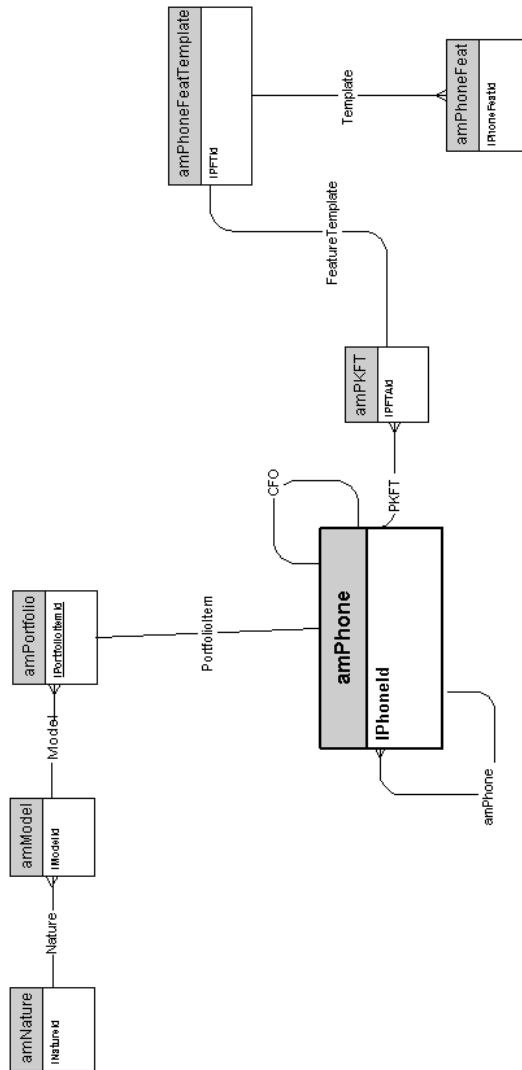 amPhoneFeatTemplate
lPFTId
Template
amPhoneFeat
lPhoneFeatId
FeatureTemplate
amPKFT
lPFTAId
PKFT
CFO
amPhone
lPhoneId
amPhone
PortfolioItem
amPortfolio
lPortfolioItemId
Model
amModel
lModelId
Nature
amNature
lNatureId